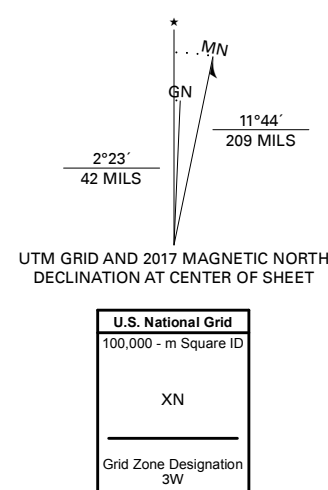 ★
MN
GN
11°44´
209 MILS
2°23´
42 MILS
UTM GRID AND 2017 MAGNETIC NORTH
DECLINATION AT CENTER OF SHEET
U.S. National Grid
100,000 - m Square ID
XN
Grid Zone Designation
3W